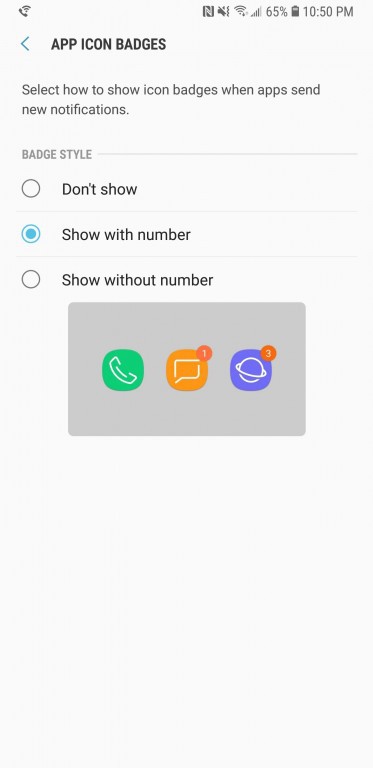 65% 10:50 PM
APP ICON BADGES
Select how to show icon badges when apps send
new notifications.
BADGE STYLE
Don't show
Show with number
Show without number
1 3